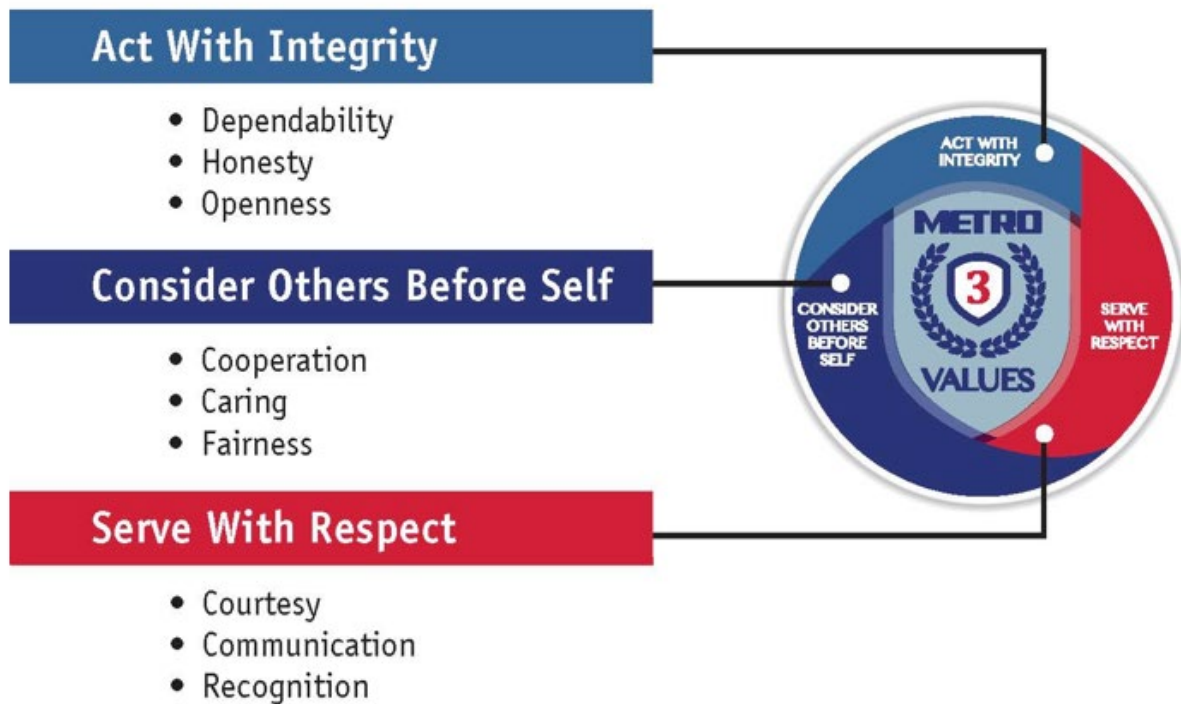 Act With Integrity
• Dependability
• Honesty
• Openness
Consider Others Before Self
• Cooperation
• Caring
• Fairness
Serve With Respect
• Courtesy
• Communication
• Recognition
ACT WITH
INTEGRITY
METRO
3
VALUES
CONSIDER
OTHERS
BEFORE
SELF
SERVE
WITH
RESPECT